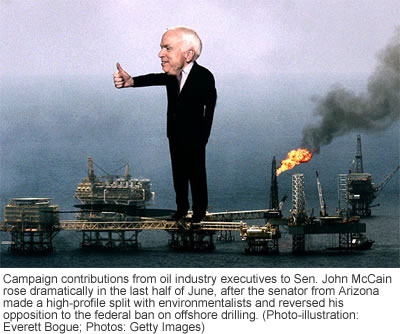 Campaign contributions from oil industry executives to Sen. John McCain
rose dramatically in the last half of June, after the senator from Arizona
made a high-profile split with environmentalists and reversed his
opposition to the federal ban on offshore drilling. (Photo-illustration:
Everett Bogue; Photos: Getty Images)